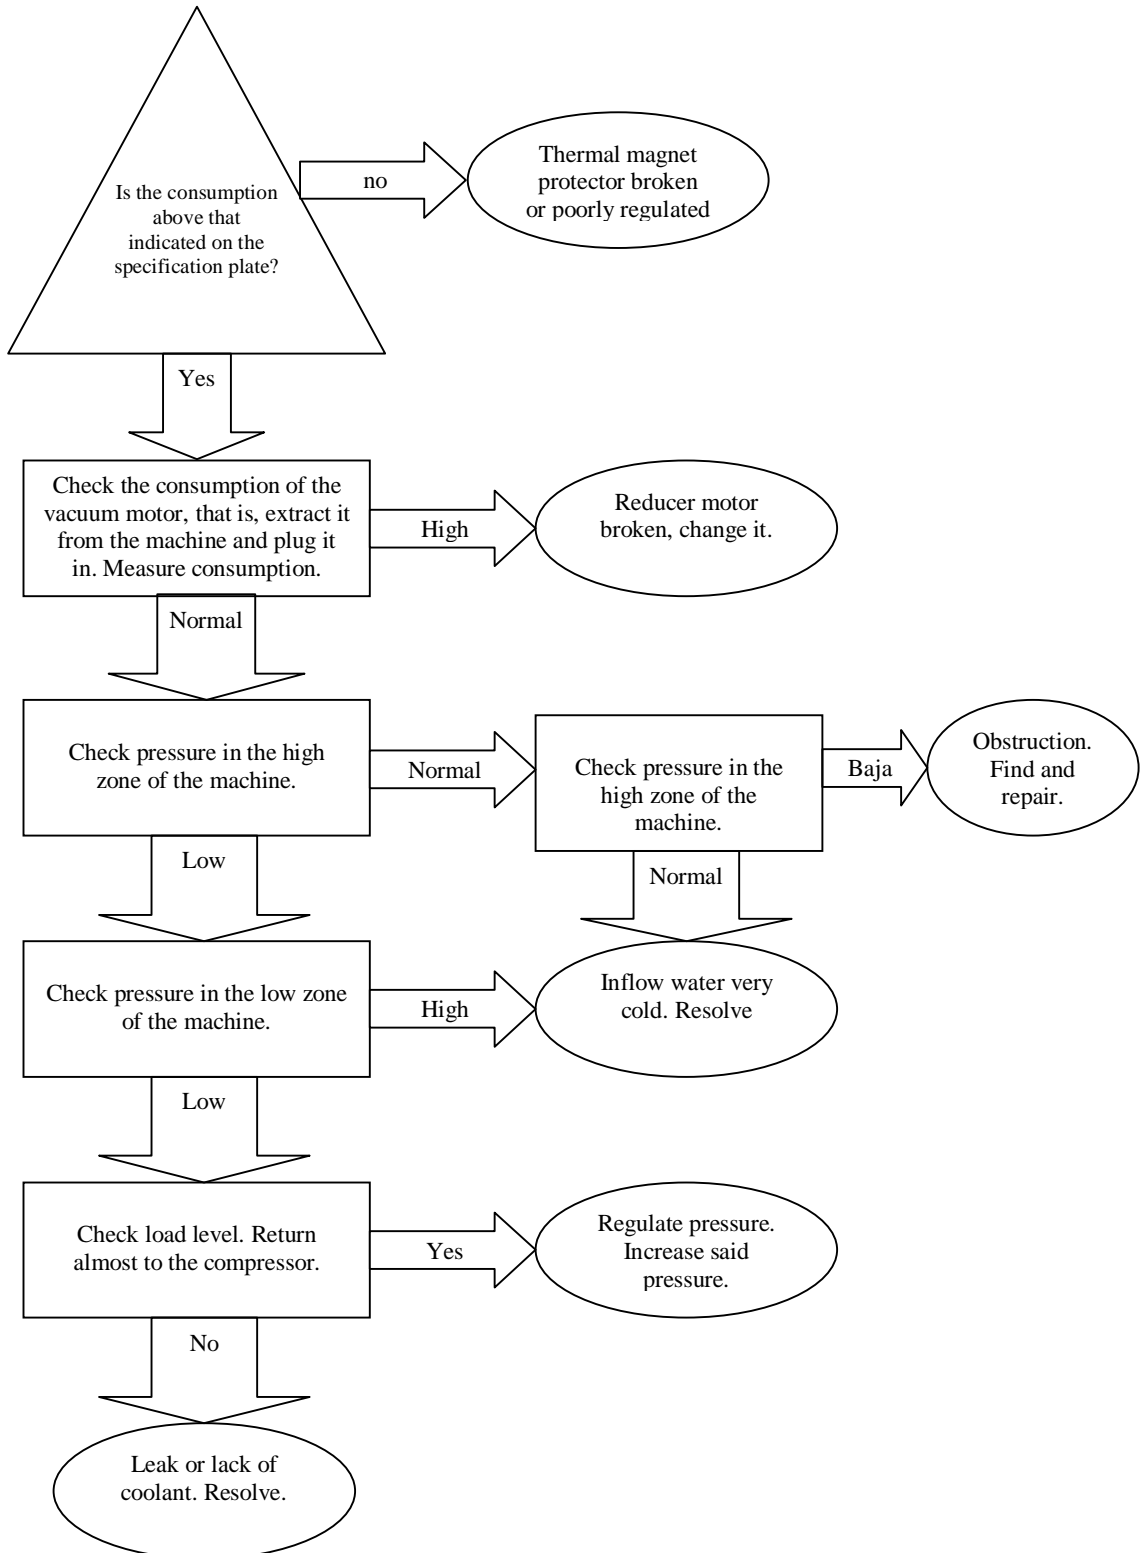 Is the consumption
above that
indicated on the
specification plate?
no
Thermal magnet
protector broken
or poorly regulated
Yes
Check the consumption of the
vacuum motor, that is, extract it
from the machine and plug it
in. Measure consumption.
High
Reducer motor
broken, change it.
Normal
Check pressure in the high
zone of the machine.
Normal
Check pressure in the
high zone of the
machine.
Baja
Obstruction.
Find and
repair.
Low
Normal
Check pressure in the low zone
of the machine.
High
Inflow water very
cold. Resolve
Low
Check load level. Return
almost to the compressor.
Yes
Regulate pressure.
Increase said
pressure.
No
Leak or lack of
coolant. Resolve.